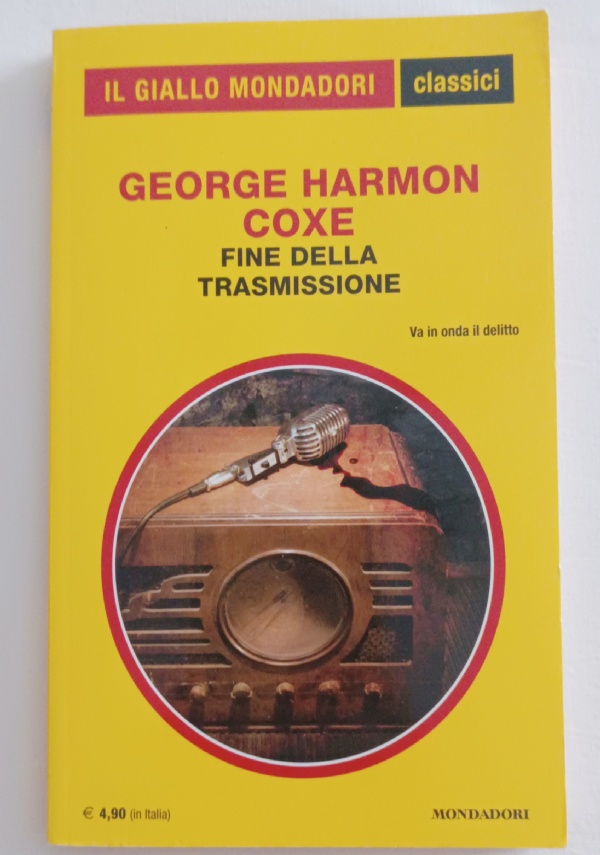 IL GIALLO MONDADORI classici
GEORGE HARMON
COXE
FINE DELLA
TRASMISSIONE
Va in onda il delitto
€ 4,90 (in Italia)
MONDADORI